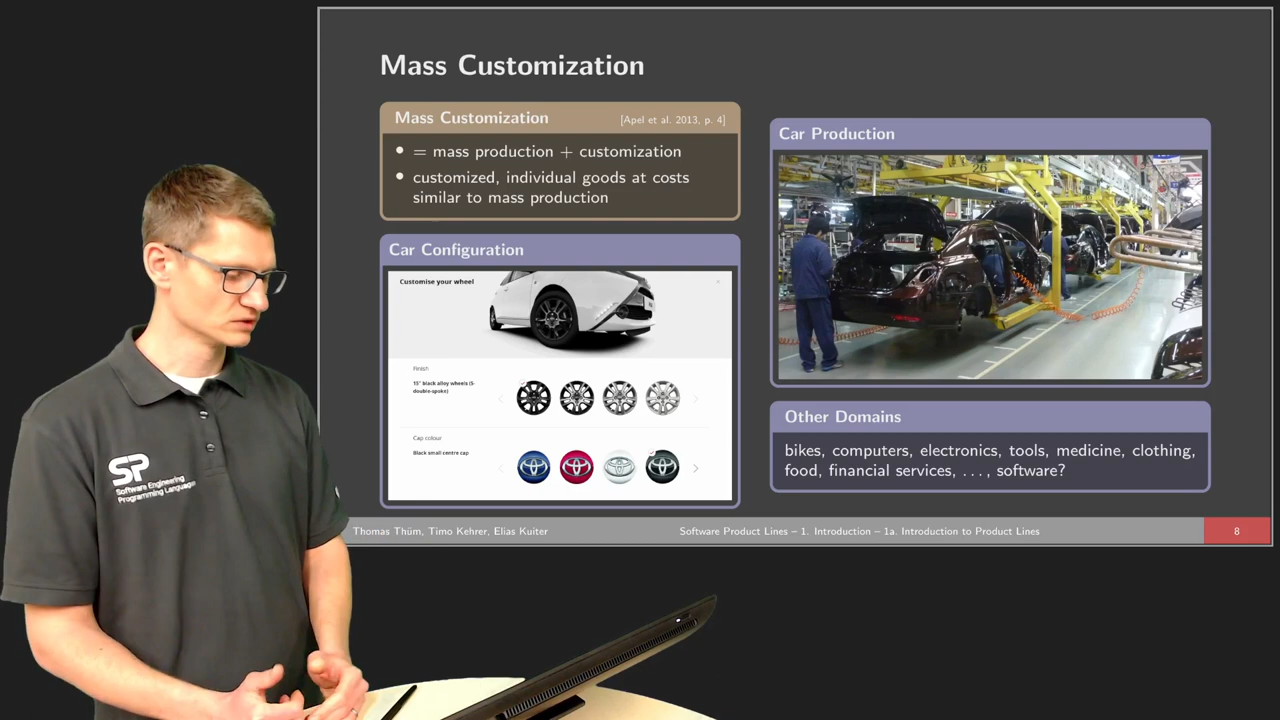 Mass Customization
Mass Customization [Apel et al. 2013, p. 4]
= mass production + customization
customized, individual goods at costs
similar to mass production
Car Configuration
Customise your wheel
Finish
15" black alloy wheels (5-
double-spoke)
Cap colour
Black small centre cap
Car Production
26
Other Domains
bikes, computers, electronics, tools, medicine, clothing,
food, financial services, . . . , software?
Thomas Thüm, Timo Kehrer, Elias Kuiter
Software Product Lines – 1. Introduction – 1a. Introduction to Product Lines
8
SP
Software Engineering
Programming Languages